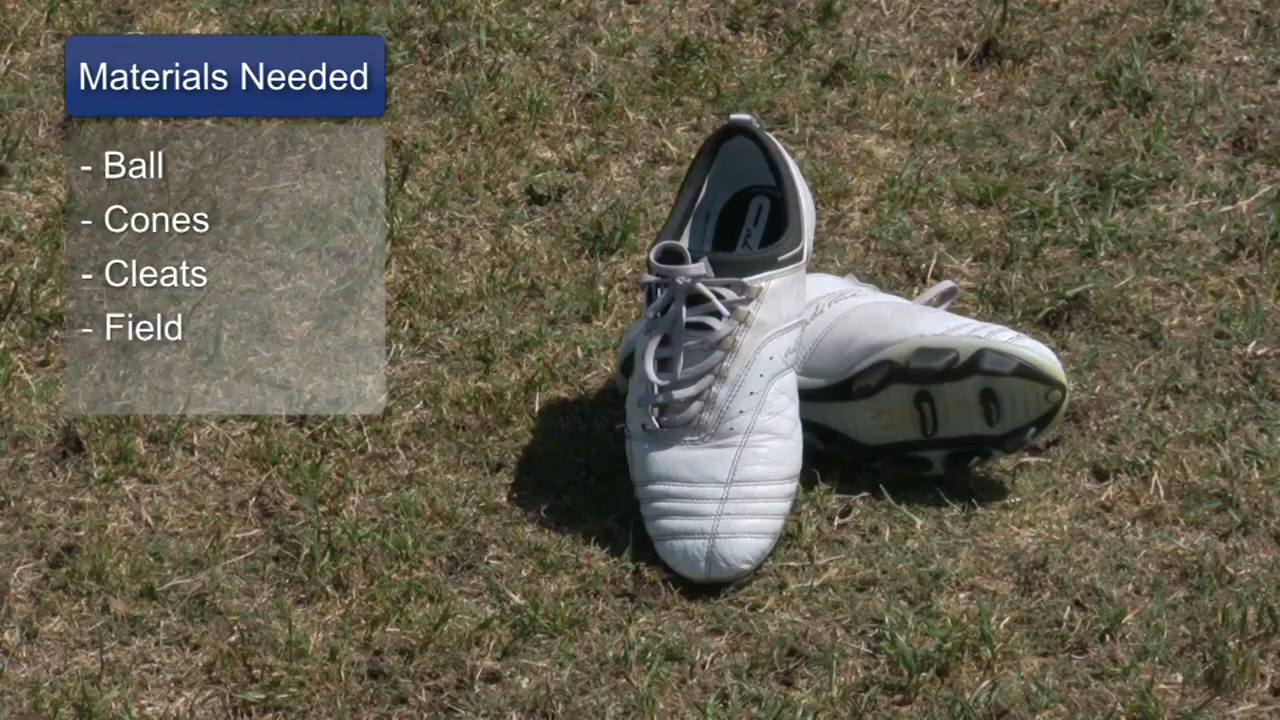 Materials Needed
- Ball
- Cones
- Cleats
- Field